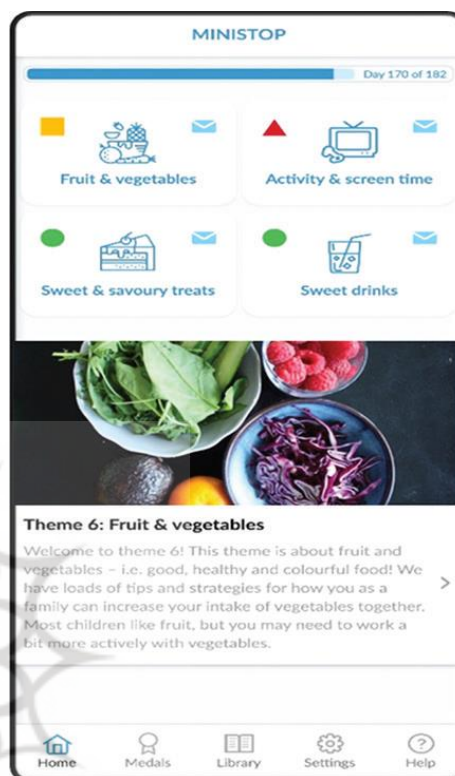 MINISTOP
Day 170 of 182
Fruit & vegetables
Activity & screen time
Sweet & savoury treats
Sweet drinks
Theme 6: Fruit & vegetables
Welcome to theme 6! This theme is about fruit and
vegetables – i.e. good, healthy and colourful food! We
have loads of tips and strategies for how you as a
family can increase your intake of vegetables together.
Most children like fruit, but you may need to work a
bit more actively with vegetables.
Home
Medals
Library
Settings
Help